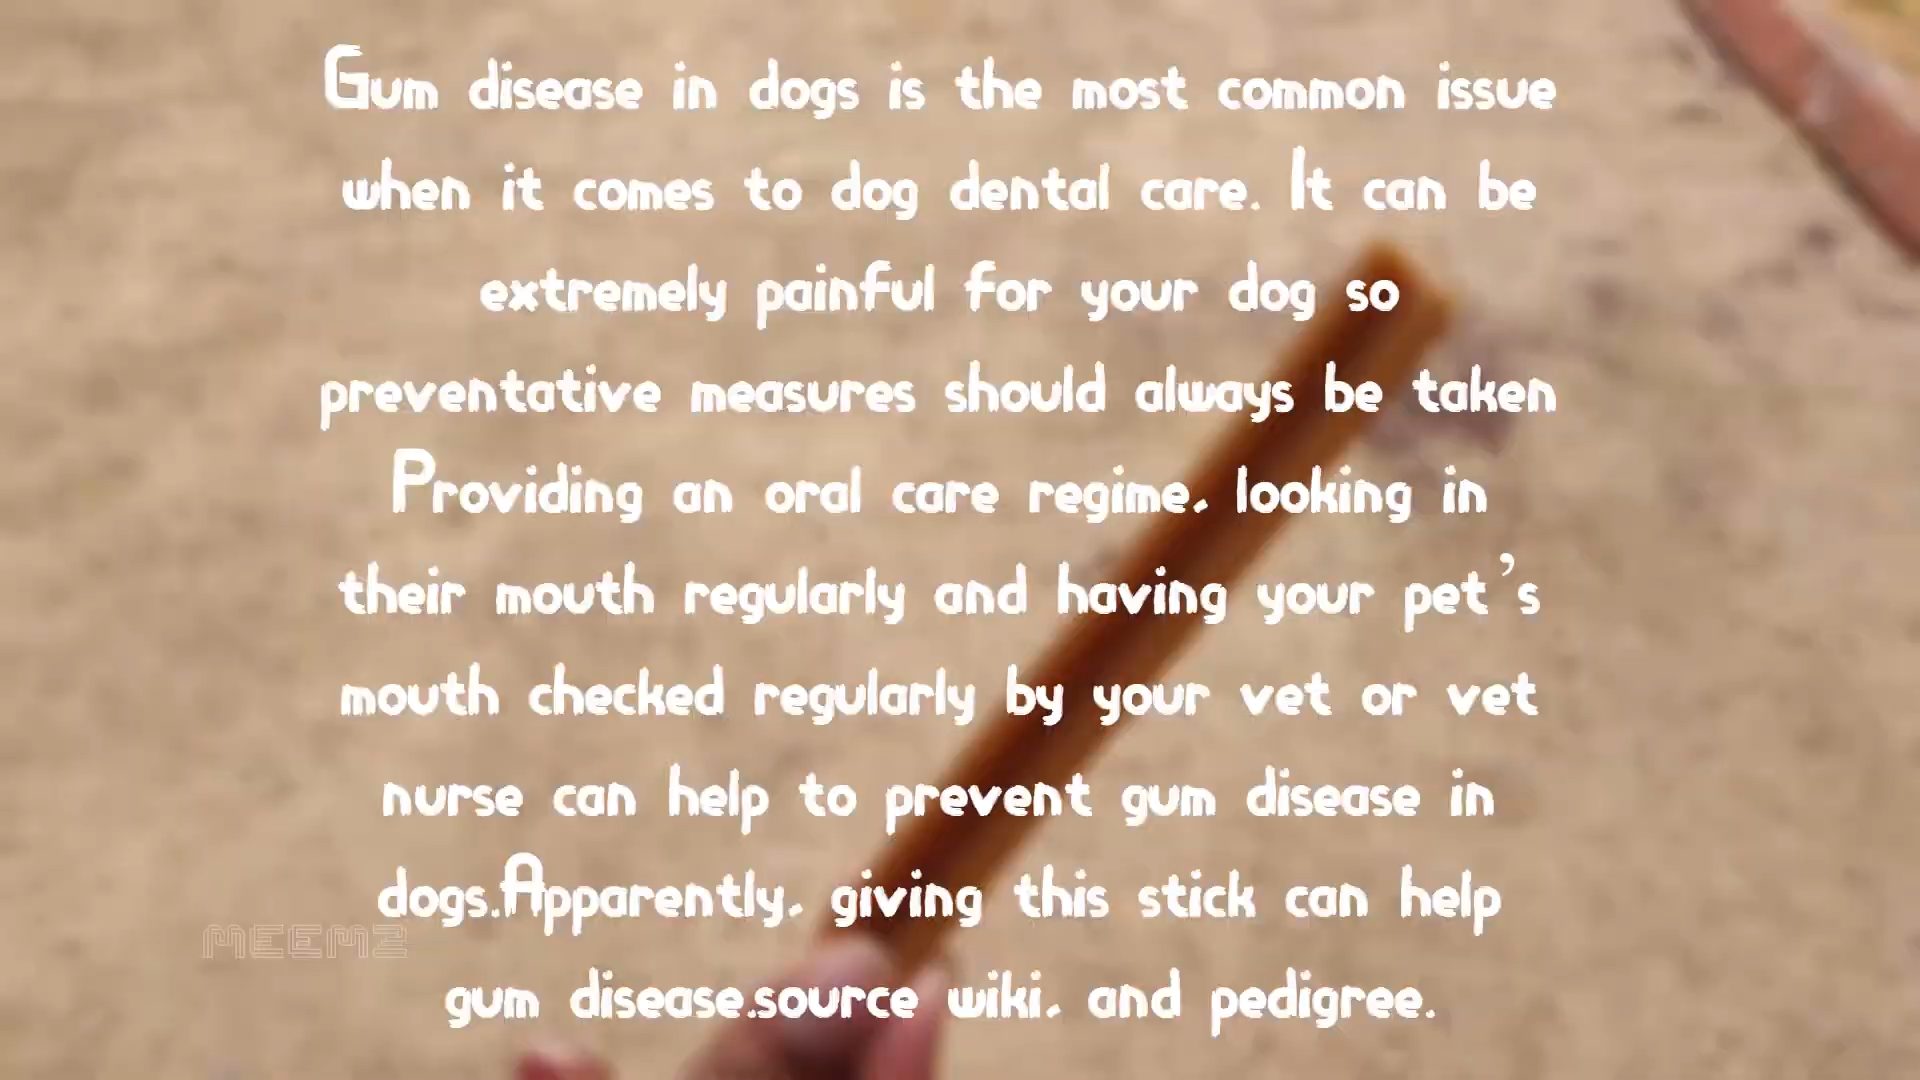 Gum disease in dogs is the most common issue
when it comes to dog dental care. It can be
extremely painful for your dog so
preventative measures should always be taken
Providing an oral care regime, looking in
their mouth regularly and having your pet's
mouth checked regularly by your vet or vet
nurse can help to prevent gum disease in
dogs.Apparently, giving this stick can help
gum disease.source wiki, and pedigree.
MEEMZ